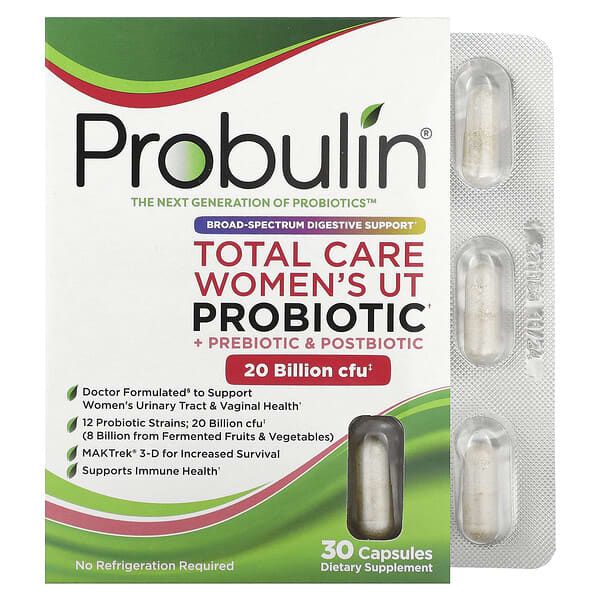 Probulin®
THE NEXT GENERATION OF PROBIOTICS™
BROAD-SPECTRUM DIGESTIVE SUPPORT†
TOTAL CARE
WOMEN'S UT
PROBIOTIC†
+ PREBIOTIC & POSTBIOTIC
20 Billion cfu‡
Doctor Formulated§ to Support
Women's Urinary Tract & Vaginal Health†
12 Probiotic Strains; 20 Billion cfu‡
(8 Billion from Fermented Fruits & Vegetables)
MAKTrek® 3-D for Increased Survival
Supports Immune Health†
No Refrigeration Required
30 Capsules
Dietary Supplement
11/24